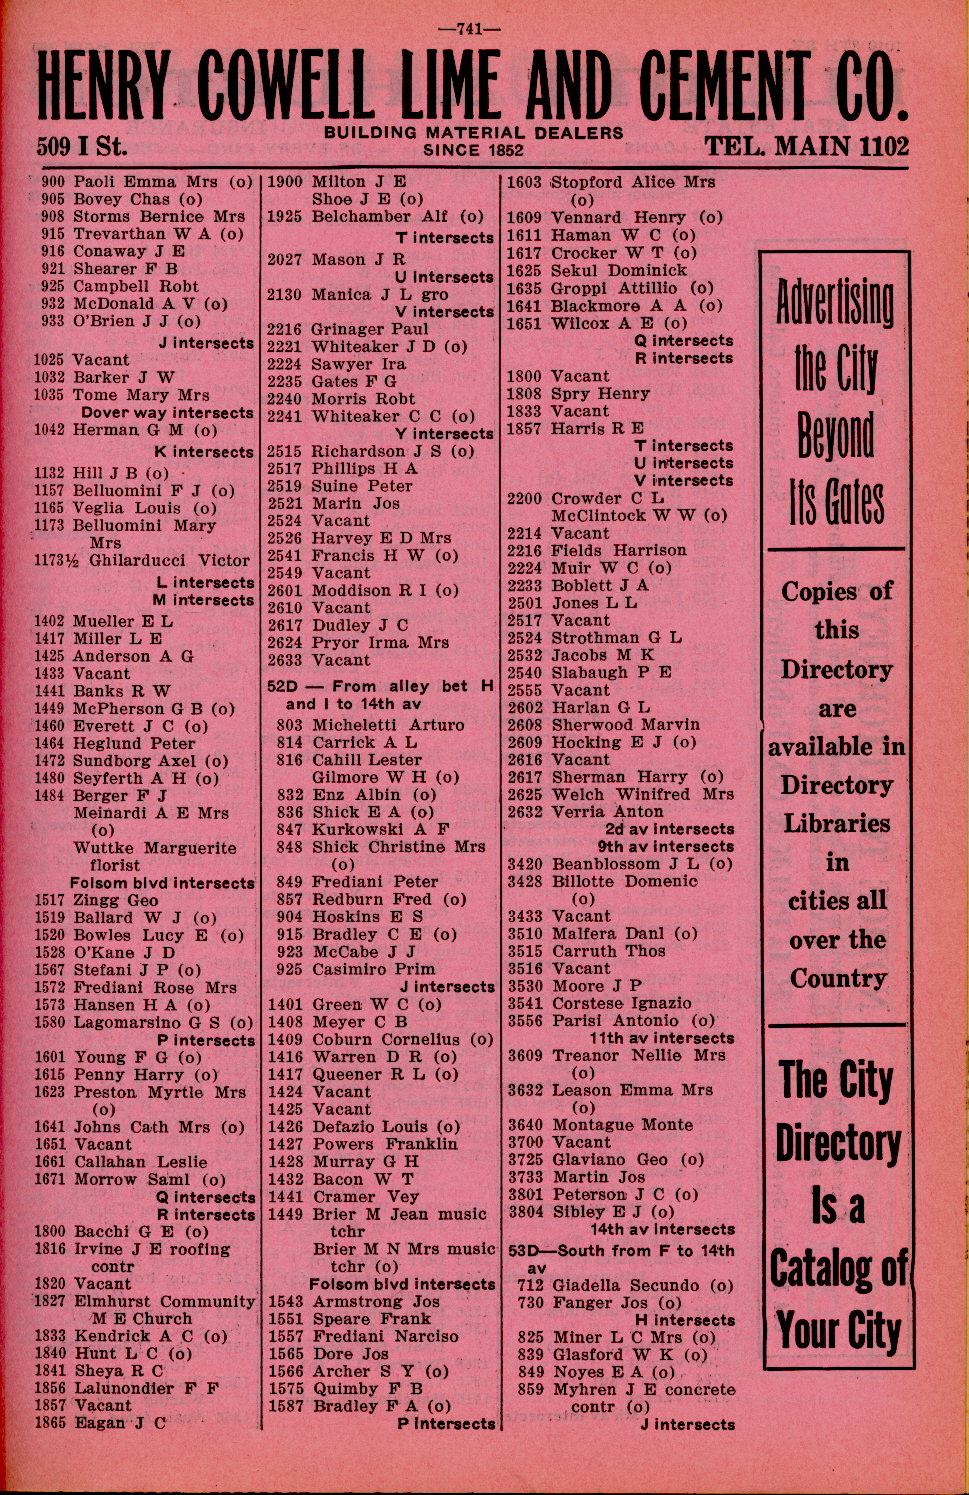 —741—
HENRY COWELL LIME AND CEMENT CO.
509 I St.
BUILDING MATERIAL DEALERS
SINCE 1852
TEL. MAIN 1102
900 Paoli Emma Mrs (o)
905 Bovey Chas (o)
908 Storms Bernice Mrs
915 Trevarthan W A (o)
916 Conaway J E
921 Shearer F B
925 Campbell Robt
932 McDonald A V (o)
933 O'Brien J J (o)
J intersects
1025 Vacant
1032 Barker J W
1035 Tome Mary Mrs
Dover way intersects
1042 Herman G M (o)
K intersects
1132 Hill J B (o)
1157 Belluomini F J (o)
1165 Veglia Louis (o)
1173 Belluomini Mary
Mrs
1173½ Ghilarducci Victor
L intersects
M intersects
1402 Mueller E L
1417 Miller L E
1425 Anderson A G
1433 Vacant
1441 Banks R W
1449 McPherson G B (o)
1460 Everett J C (o)
1464 Heglund Peter
1472 Sundborg Axel (o)
1480 Seyferth A H (o)
1484 Berger F J
Meinardi A E Mrs
(o)
Wuttke Marguerite
florist
Folsom blvd intersects
1517 Zingg Geo
1519 Ballard W J (o)
1520 Bowles Lucy E (o)
1528 O'Kane J D
1567 Stefani J P (o)
1572 Frediani Rose Mrs
1573 Hansen H A (o)
1580 Lagomarsino G S (o)
P intersects
1601 Young F G (o)
1615 Penny Harry (o)
1623 Preston Myrtle Mrs
(o)
1641 Johns Cath Mrs (o)
1651 Vacant
1661 Callahan Leslie
1671 Morrow Saml (o)
Q intersects
R intersects
1800 Bacchi G E (o)
1816 Irvine J E roofing
contr
1820 Vacant
1827 Elmhurst Community
M E Church
1833 Kendrick A C (o)
1840 Hunt L C (o)
1841 Sheya R C
1856 Lalunondier F F
1857 Vacant
1865 Eagan J C
1900 Milton J E
Shoe J E (o)
1925 Belchamber Alf (o)
T intersects
2027 Mason J R
U intersects
2130 Manica J L gro
V intersects
2216 Grinager Paul
2221 Whiteaker J D (o)
2224 Sawyer Ira
2235 Gates F G
2240 Morris Robt
2241 Whiteaker C C (o)
Y intersects
2515 Richardson J S (o)
2517 Phillips H A
2519 Suine Peter
2521 Marin Jos
2524 Vacant
2526 Harvey E D Mrs
2541 Francis H W (o)
2549 Vacant
2601 Moddison R I (o)
2610 Vacant
2617 Dudley J C
2624 Pryor Irma Mrs
2633 Vacant
52D — From alley bet H
and I to 14th av
803 Micheletti Arturo
814 Carrick A L
816 Cahill Lester
Gilmore W H (o)
832 Enz Albin (o)
836 Shick E A (o)
847 Kurkowski A F
848 Shick Christine Mrs
(o)
849 Frediani Peter
857 Redburn Fred (o)
904 Hoskins E S
915 Bradley C E (o)
923 McCabe J J
925 Casimiro Prim
J intersects
1401 Green W C (o)
1408 Meyer C B
1409 Coburn Cornelius (o)
1416 Warren D R (o)
1417 Queener R L (o)
1424 Vacant
1425 Vacant
1426 Defazio Louis (o)
1427 Powers Franklin
1428 Murray G H
1432 Bacon W T
1441 Cramer Vey
1449 Brier M Jean music
tchr
Brier M N Mrs music
tchr (o)
Folsom blvd intersects
1543 Armstrong Jos
1551 Speare Frank
1557 Frediani Narciso
1565 Dore Jos
1566 Archer S Y (o)
1575 Quimby F B
1587 Bradley F A (o)
P intersects
1603 Stopford Alice Mrs
(o)
1609 Vennard Henry (o)
1611 Haman W C (o)
1617 Crocker W T (o)
1625 Sekul Dominick
1635 Groppi Attillio (o)
1641 Blackmore A A (o)
1651 Wilcox A E (o)
Q intersects
R intersects
1800 Vacant
1808 Spry Henry
1833 Vacant
1857 Harris R E
T intersects
U intersects
V intersects
2200 Crowder C L
McClintock W W (o)
2214 Vacant
2216 Fields Harrison
2224 Muir W C (o)
2233 Boblett J A
2501 Jones L L
2517 Vacant
2524 Strothman G L
2532 Jacobs M K
2540 Slabaugh P E
2555 Vacant
2602 Harlan G L
2608 Sherwood Marvin
2609 Hocking E J (o)
2616 Vacant
2617 Sherman Harry (o)
2625 Welch Winifred Mrs
2632 Verria Anton
2d av intersects
9th av intersects
3420 Beanblossom J L (o)
3428 Billotte Domenic
(o)
3433 Vacant
3510 Malfera Danl (o)
3515 Carruth Thos
3516 Vacant
3530 Moore J P
3541 Corstese Ignazio
3556 Parisi Antonio (o)
11th av intersects
3609 Treanor Nellie Mrs
(o)
3632 Leason Emma Mrs
(o)
3640 Montague Monte
3700 Vacant
3725 Glaviano Geo (o)
3733 Martin Jos
3801 Peterson J C (o)
3804 Sibley E J (o)
14th av intersects
53D—South from F to 14th
av
712 Giadella Secundo (o)
730 Fanger Jos (o)
H intersects
825 Miner L C Mrs (o)
839 Glasford W K (o)
849 Noyes E A (o)
859 Myhren J E concrete
contr (o)
J intersects
Advertising
the City
Beyond
Its Gates
Copies of
this
Directory
are
available in
Directory
Libraries
in
cities all
over the
Country
The City
Directory
Is a
Catalog of
Your City